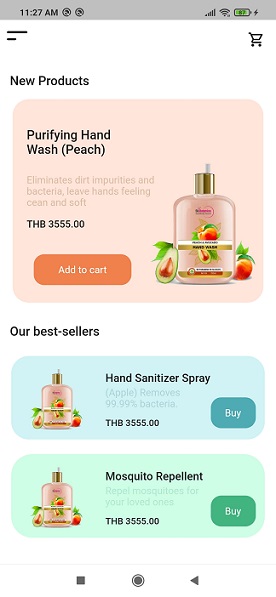 11:27 AM
87
New Products
Purifying Hand
Wash (Peach)
Eliminates dirt impurities and
bacteria, leave hands feeling
cean and soft
THB 3555.00
HAND WASH
Add to cart
Our best-sellers
Hand Sanitizer Spray
(Apple) Removes
99.99% bacteria.
THB 3555.00
Buy
Mosquito Repellent
Repel mosquitoes for
your loved ones
THB 3555.00
Buy